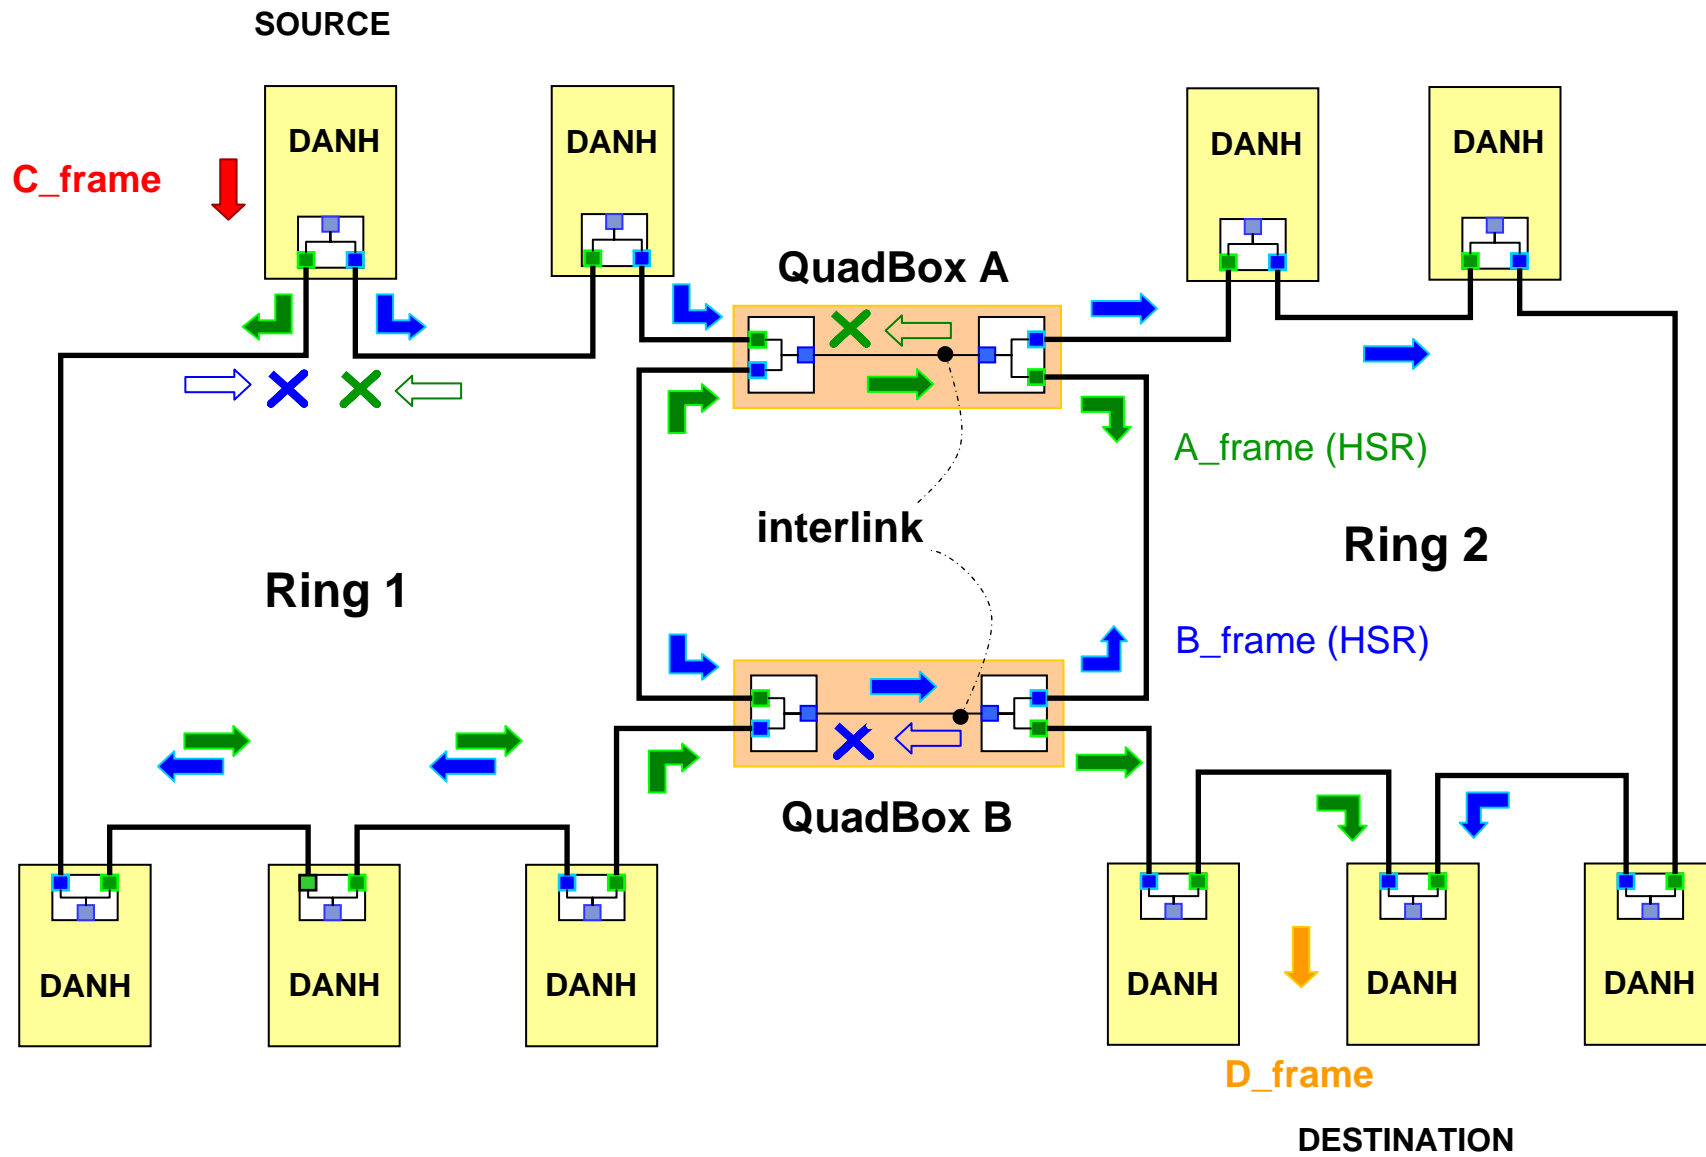 SOURCE
DANH
DANH
DANH
DANH
C_frame
QuadBox A
A_frame (HSR)
interlink
Ring 2
Ring 1
B_frame (HSR)
QuadBox B
DANH
DANH
DANH
DANH
DANH
DANH
D_frame
DESTINATION